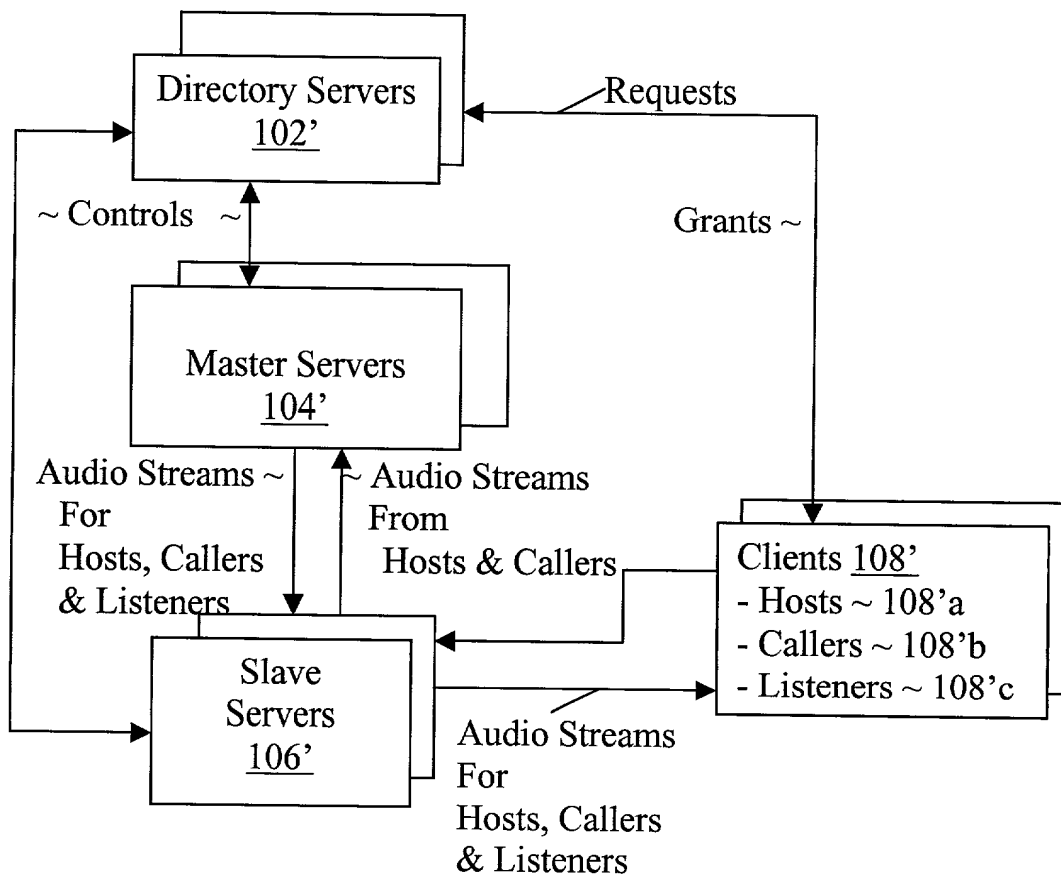 Directory Servers
102’
Requests
~ Controls ~
Grants ~
Master Servers
104’
Audio Streams ~
For
Hosts, Callers
& Listeners
~ Audio Streams
From
Hosts & Callers
Clients 108’
- Hosts ~ 108’a
- Callers ~ 108’b
- Listeners ~ 108’c
Slave
Servers
106’
Audio Streams
For
Hosts, Callers
& Listeners